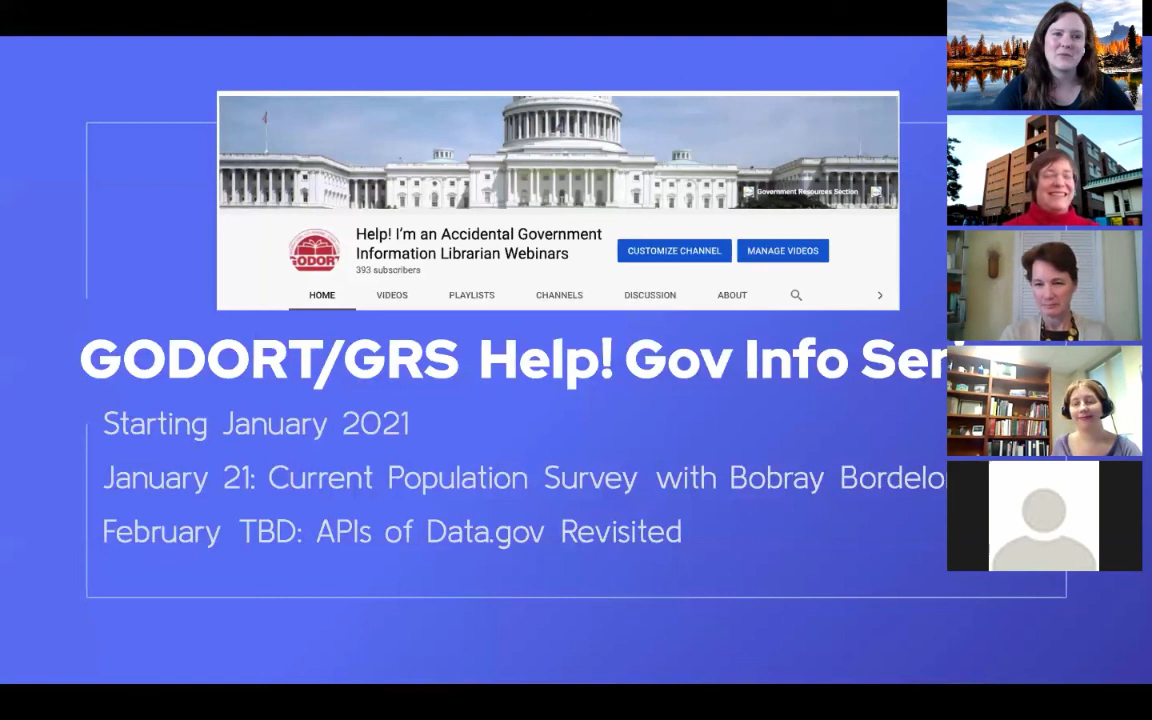 Government Resources Section
GODORT
Help! I'm an Accidental Government
Information Librarian Webinars
393 subscribers
CUSTOMIZE CHANNEL
MANAGE VIDEOS
HOME VIDEOS PLAYLISTS CHANNELS DISCUSSION ABOUT
GODORT/GRS Help! Gov Info
Starting January 2021
January 21: Current Population Survey with Bobray
February TBD: APIs of Data.gov Revisited